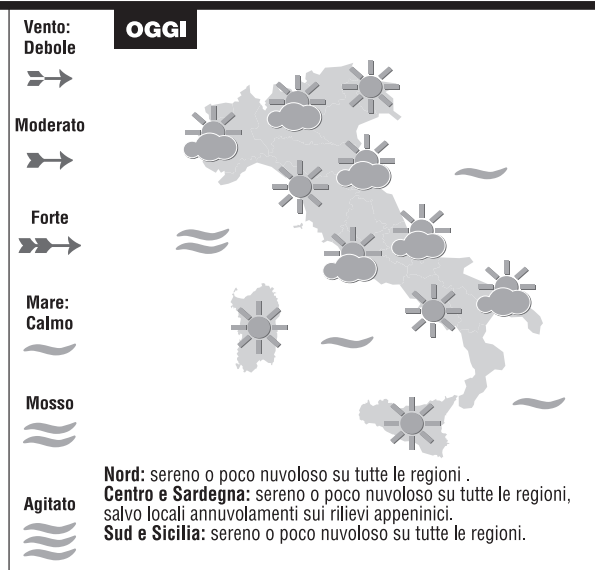 Vento:
Debole
Moderato
Forte
Mare:
Calmo
Mosso
Agitato
OGGI
Nord: sereno o poco nuvoloso su tutte le regioni .
Centro e Sardegna: sereno o poco nuvoloso su tutte le regioni,
salvo locali annuvolamenti sui rilievi appeninici.
Sud e Sicilia: sereno o poco nuvoloso su tutte le regioni.